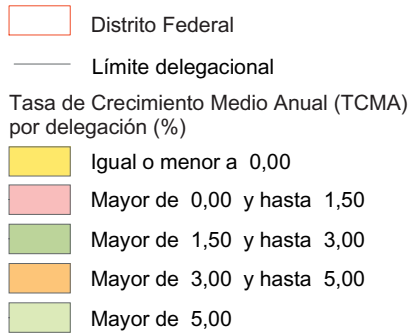 Distrito Federal
Límite delegacional
Tasa de Crecimiento Medio Anual (TCMA)
por delegación (%)
Igual o menor a 0,00
Mayor de 0,00 y hasta 1,50
Mayor de 1,50 y hasta 3,00
Mayor de 3,00 y hasta 5,00
Mayor de 5,00